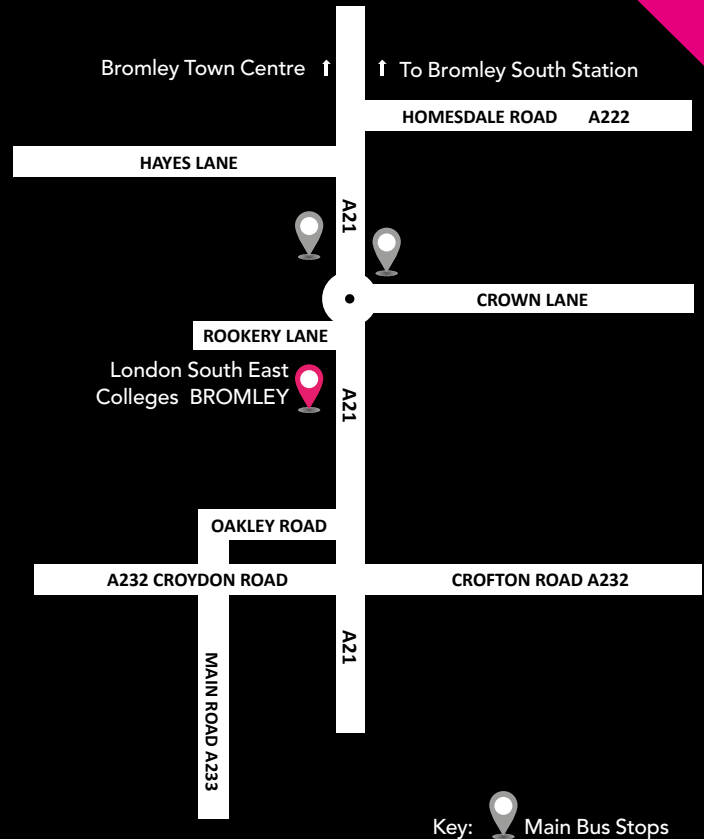 Bromley Town Centre
To Bromley South Station
HOMESDALE ROAD A222
HAYES LANE
A21
CROWN LANE
ROOKERY LANE
London South East
Colleges BROMLEY
A21
OAKLEY ROAD
A232 CROYDON ROAD
CROFTON ROAD A232
A21
MAIN ROAD A233
Key: Main Bus Stops